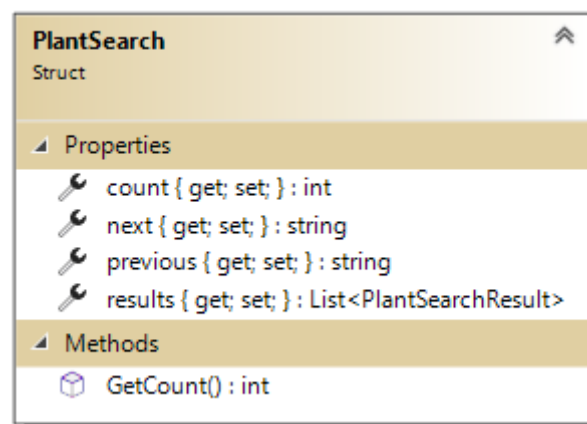 PlantSearch
Struct
Properties
count { get; set; } : int
next { get; set; } : string
previous { get; set; } : string
results { get; set; } : List<PlantSearchResult>
Methods
GetCount() : int